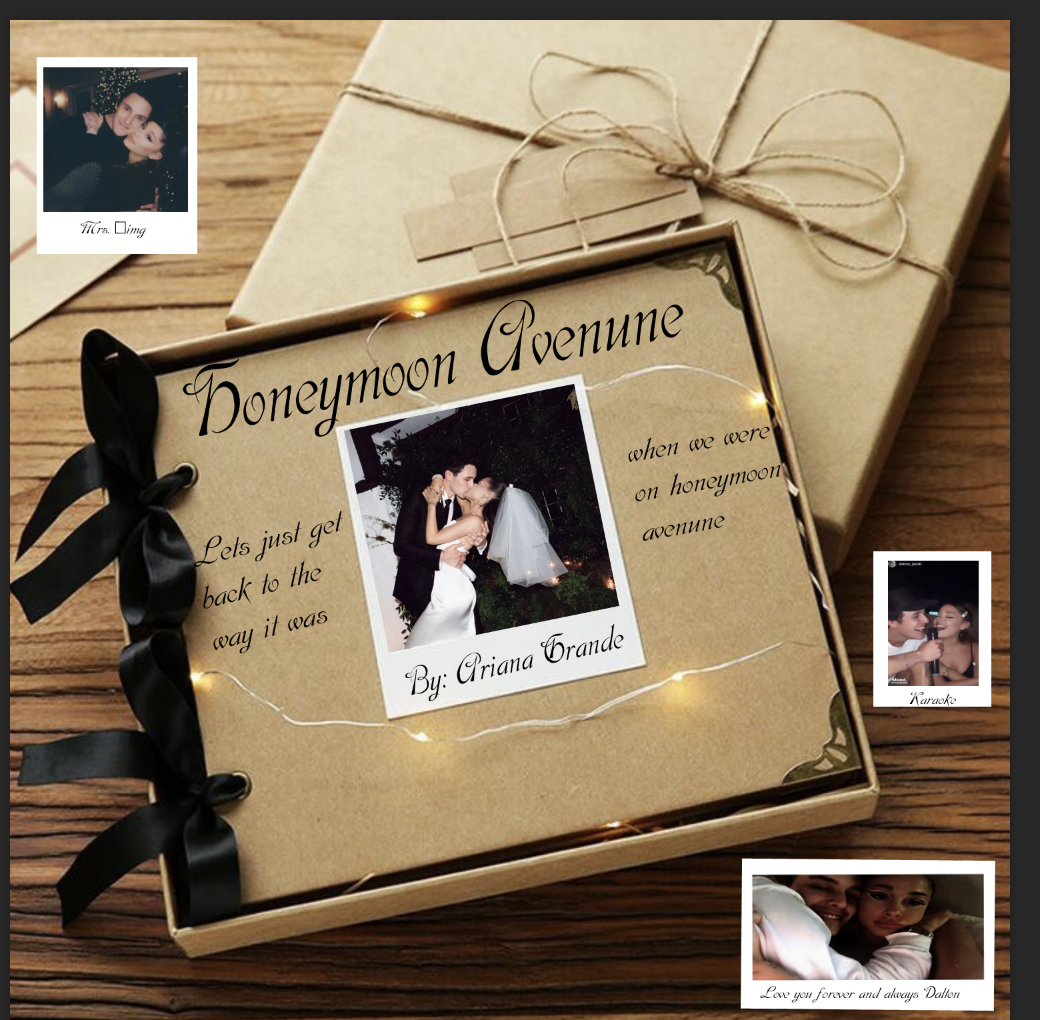 Mrs. □img
Honeymoon Avenune
when we were
on honeymoon
avenune
Lets just get
back to the
way it was
By: Ariana Grande
Karaoke
Love you forever and always Dalton